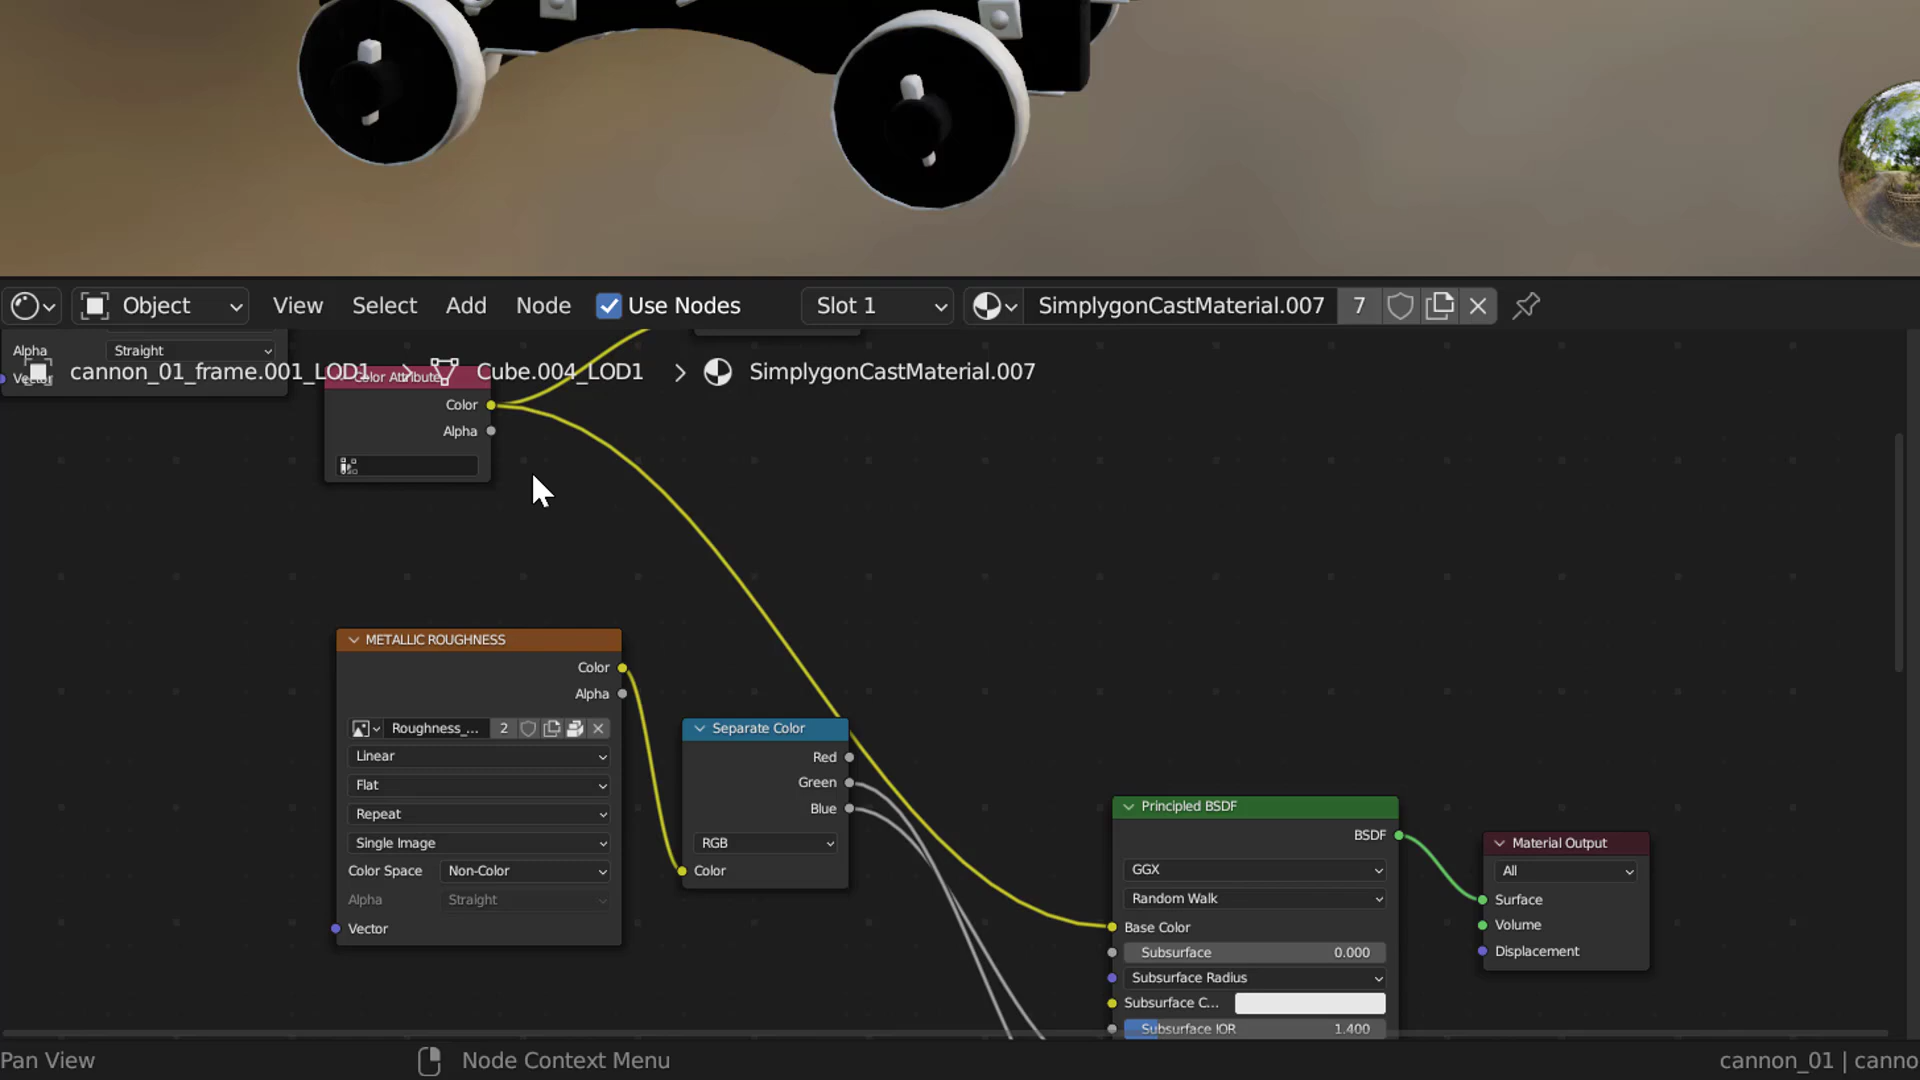 Object
View
Select
Add
Node
Use Nodes
Slot 1
SimplygonCastMaterial.007
7
Alpha
Straight
cannon_01_frame.001_LOD1
Cube.004_LOD1
SimplygonCastMaterial.007
Color Attribute
Color
Alpha
METALLIC ROUGHNESS
Color
Alpha
Roughness_...
2
Linear
Flat
Repeat
Single Image
Color Space
Non-Color
Alpha
Straight
Vector
Separate Color
Red
Green
Blue
RGB
Color
Principled BSDF
BSDF
GGX
Random Walk
Base Color
Subsurface 0.000
Subsurface Radius
Subsurface C...
Subsurface IOR 1.400
Material Output
All
Surface
Volume
Displacement
Pan View
Node Context Menu
cannon_01 | canno